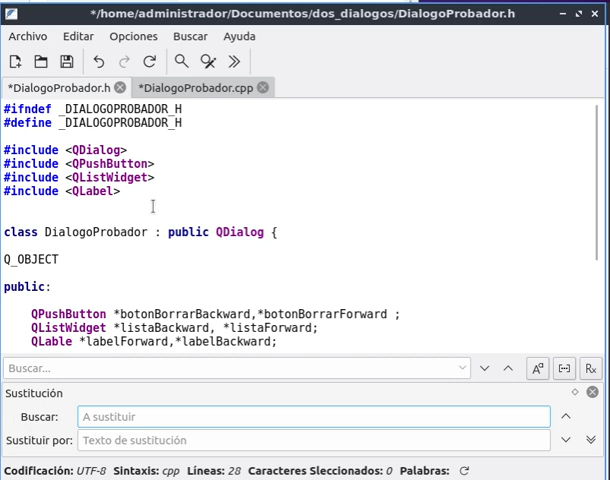 */home/administrador/Documentos/dos_dialogos/DialogoProbador.h
Archivo Editar Opciones Buscar Ayuda
*DialogoProbador.h *DialogoProbador.cpp
#ifndef _DIALOGOPROBADOR_H
#define _DIALOGOPROBADOR_H
#include <QDialog>
#include <QPushButton>
#include <QListWidget>
#include <QLabel>
class DialogoProbador : public QDialog {
Q_OBJECT
public:
QPushButton *botonBorrarBackward,*botonBorrarForward ;
QListWidget *listaBackward, *listaForward;
QLable *labelForward,*labelBackward;
Buscar...
Sustitución
Buscar: A sustituir
Sustituir por: Texto de sustitución
Codificación: UTF-8 Sintaxis: cpp Líneas: 28 Caracteres Sleccionados: 0 Palabras: